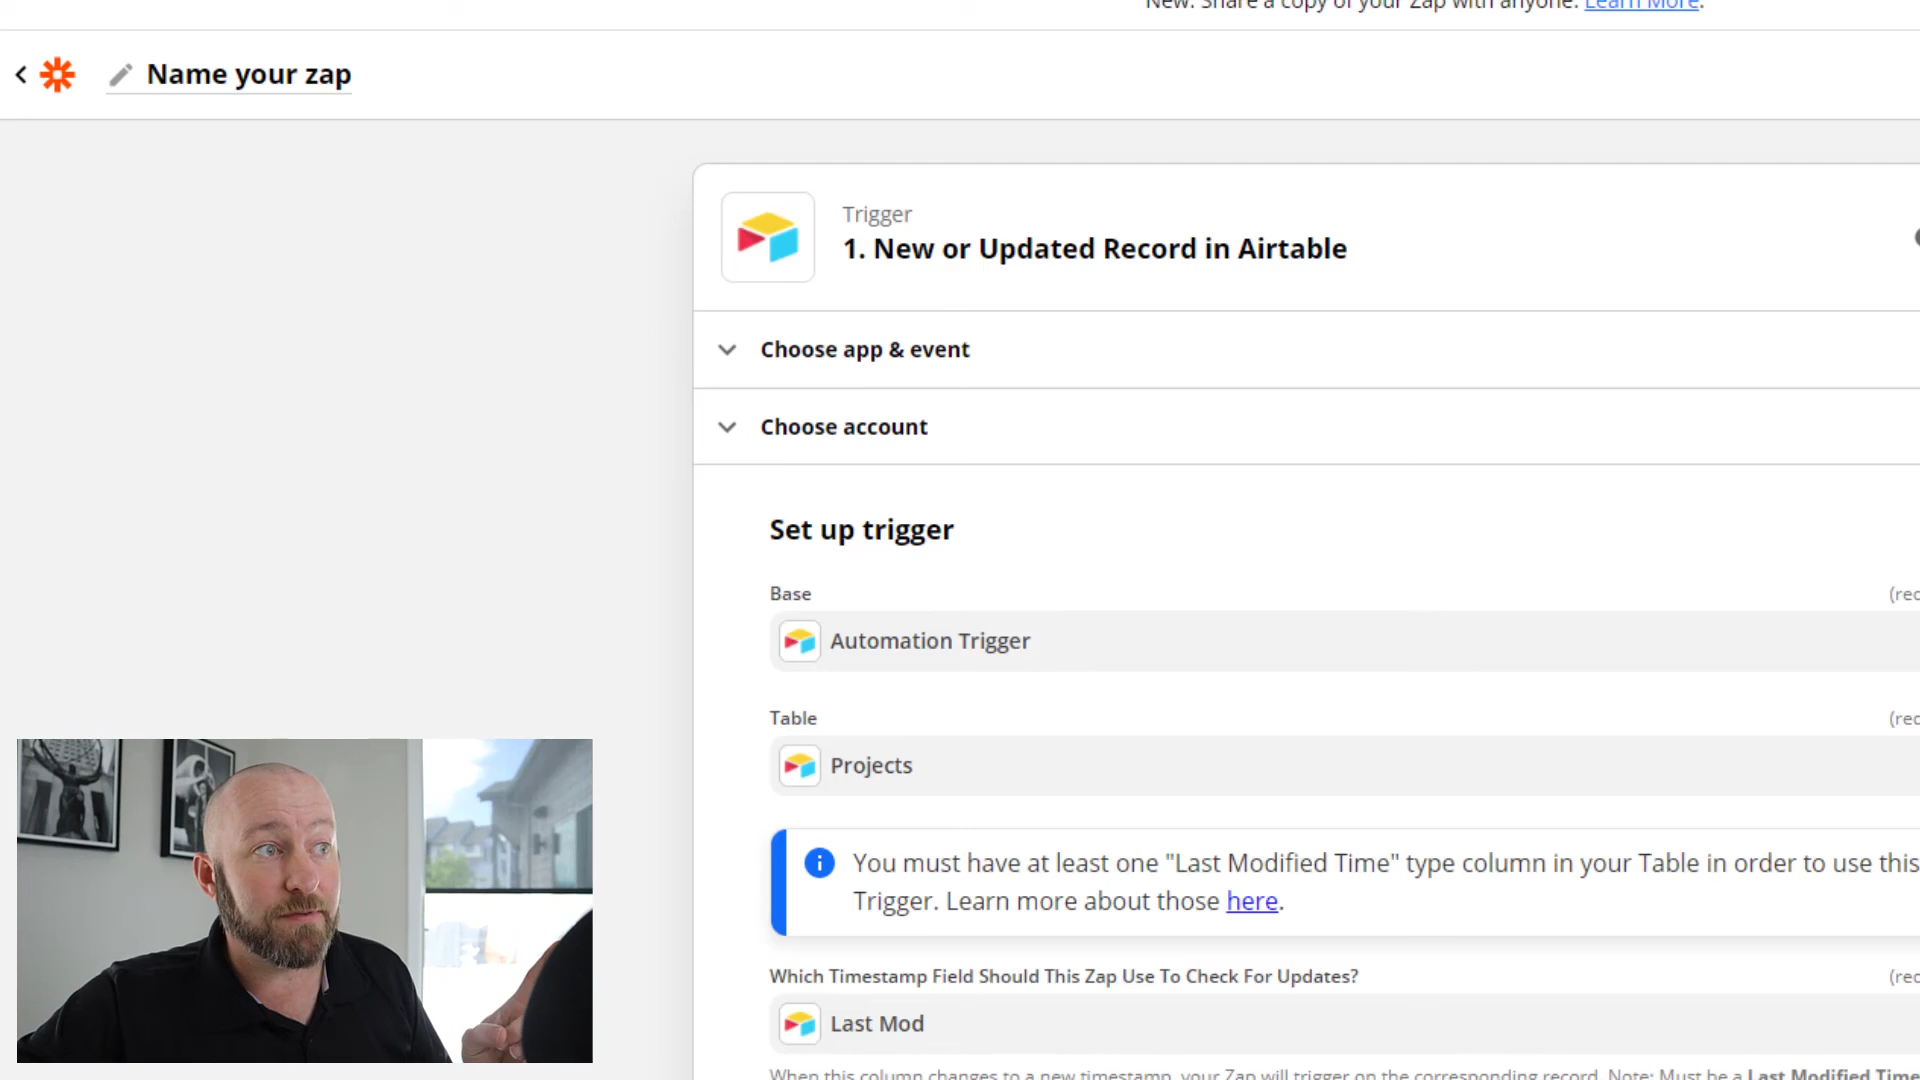 New: Share a copy of your Zap with anyone. Learn More.
Name your zap
Trigger
1. New or Updated Record in Airtable
Choose app & event
Choose account
Set up trigger
Base
Automation Trigger
Table
Projects
You must have at least one "Last Modified Time" type column in your Table in order to use this
Trigger. Learn more about those here.
Which Timestamp Field Should This Zap Use To Check For Updates?
Last Mod
When this column changes to a new timestamp, your Zap will trigger on the corresponding record. Note: Must be a Last Modified Time